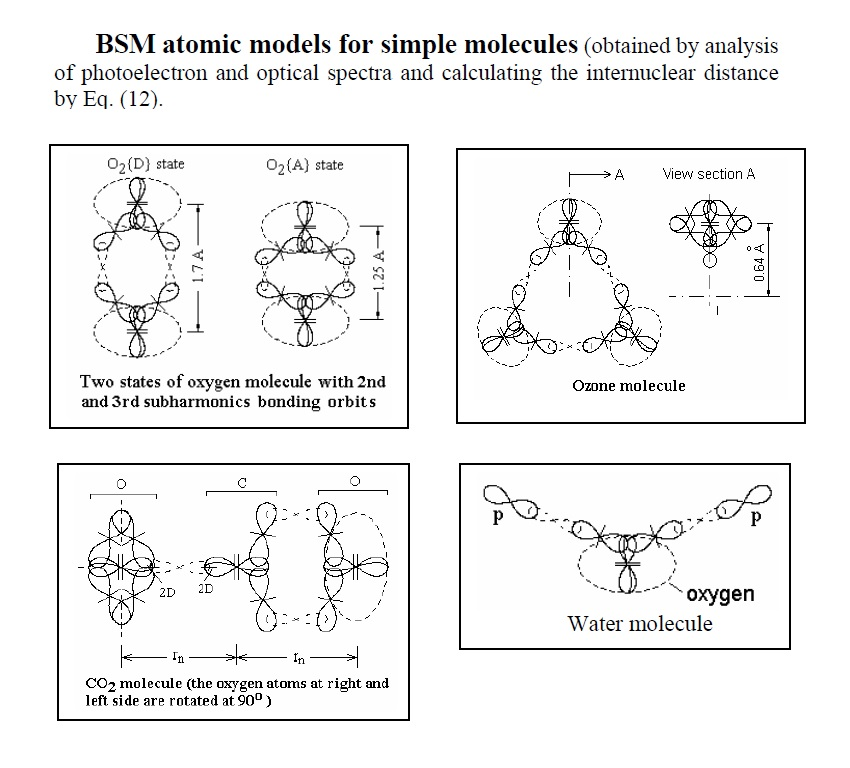 BSM atomic models for simple molecules (obtained by analysis
of photoelectron and optical spectra and calculating the internuclear distance
by Eq. (12).
O₂(D) state
O₂(A) state
1.7 A
1.25 A
Two states of oxygen molecule with 2nd
and 3rd subharmonics bonding orbits
A
View section A
0.64 Å
Ozone molecule
O
C
O
2D
2D
rₙ
rₙ
CO₂ molecule (the oxygen atoms at right and
left side are rotated at 90⁰ )
p
p
oxygen
Water molecule